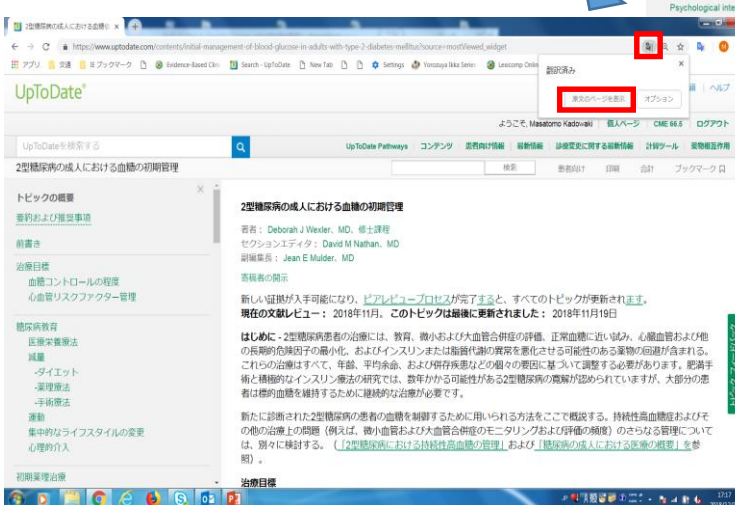 Psychological inte
2型糖尿病の成人における血糖
https://www.uptodate.com/contents/initial-management-of-blood-glucose-in-adults-with-type-2-diabetes-mellitus?source=mostViewed_widget
アプリ 交通 ブックマーク Evidence-Based Clin Search - UpToDate New Tab Settings Yorozuya Ikka Senin Lexicomp Onlin
翻訳済み
原文のページを表示 オプション
UpToDate®
ヘルプ
ようこそ, Masatomo Kadowaki 個人ページ CME 66.5 ログアウト
UpToDateを検索する
UpToDate Pathways コンテンツ 患者向け情報 最新情報 診療変更に関する最新情報 計算ツール 薬物相互作用
2型糖尿病の成人における血糖の初期管理
検索 患者向け 印刷 合計 ブックマーク
トピックの概要
要約および推奨事項
前書き
治療目標
血糖コントロールの程度
心血管リスクファクター管理
糖尿病教育
医療栄養療法
減量
-ダイエット
-薬理療法
-手術療法
運動
集中的なライフスタイルの変更
心理的介入
初期薬理治療
2型糖尿病の成人における血糖の初期管理
著者： Deborah J Wexler、MD、修士課程
セクションエディタ： David M Nathan、MD
副編集長： Jean E Mulder、MD
寄稿者の開示
新しい証拠が入手可能になり、ピアレビュープロセスが完了すると、すべてのトピックが更新されます。
現在の文献レビュー： 2018年11月。 このトピックは最後に更新されました： 2018年11月19日
はじめに - 2型糖尿病患者の治療には、教育、微小および大血管合併症の評価、正常血糖に近い試み、心臓血管および他
の長期的危険因子の最小化、およびインスリンまたは脂質代謝の異常を悪化させる可能性のある薬物の回避が含まれる。
これらの治療はすべて、年齢、平均余命、および併存疾患などの個々の要因に基づいて調整する必要があります。肥満手
術と積極的なインスリン療法の研究では、数年かかる可能性がある2型糖尿病の寛解が認められていますが、大部分の患
者は標的血糖を維持するために継続的な治療が必要です。
新たに診断された2型糖尿病の患者の血糖を制御するために用いられる方法をここで概説する。持続性高血糖症およびそ
の他の治療上の問題（例えば、微小血管および大血管合併症のモニタリングおよび評価の頻度）のさらなる管理について
は、別々に検討する。（「2型糖尿病における持続性高血糖の管理」および「糖尿病の成人における医療の概要」を参
照）。
治療目標
トピックフィードバック
17:17